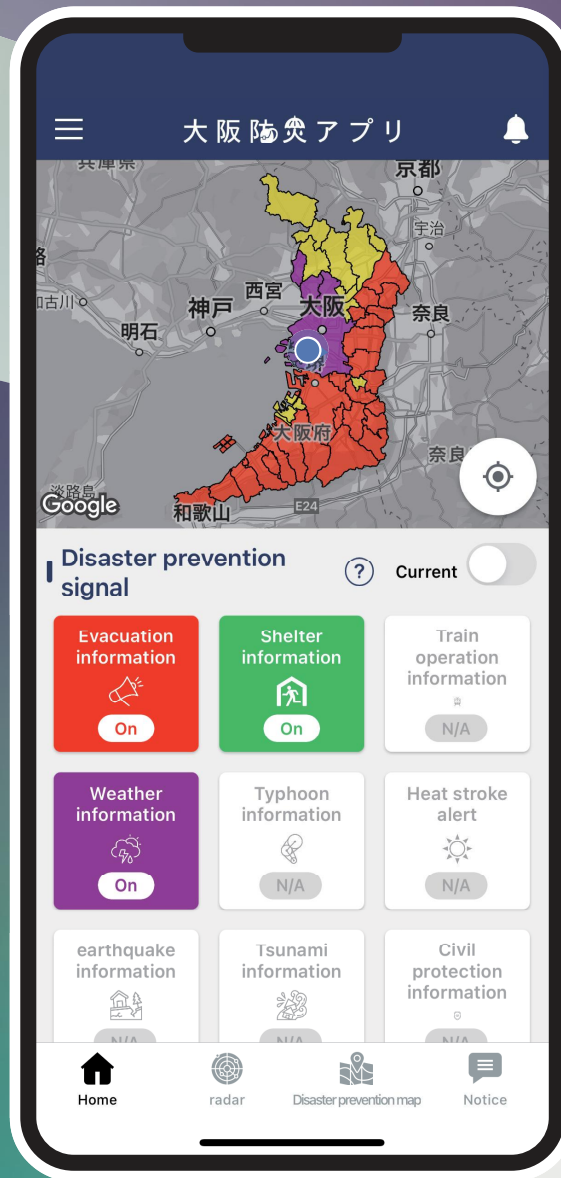 大阪防災アプリ
兵庫県
京都
宇治
加古川
神戸
西宮
大阪
奈良
明石
堺
大阪府
奈良
淡路島
Google
和歌山
E24
Disaster prevention
signal
?
Current
Evacuation
information
On
Shelter
information
On
Train
operation
information
N/A
Weather
information
On
Typhoon
information
N/A
Heat stroke
alert
N/A
earthquake
information
N/A
Tsunami
information
N/A
Civil
protection
information
N/A
Home
radar
Disaster prevention map
Notice